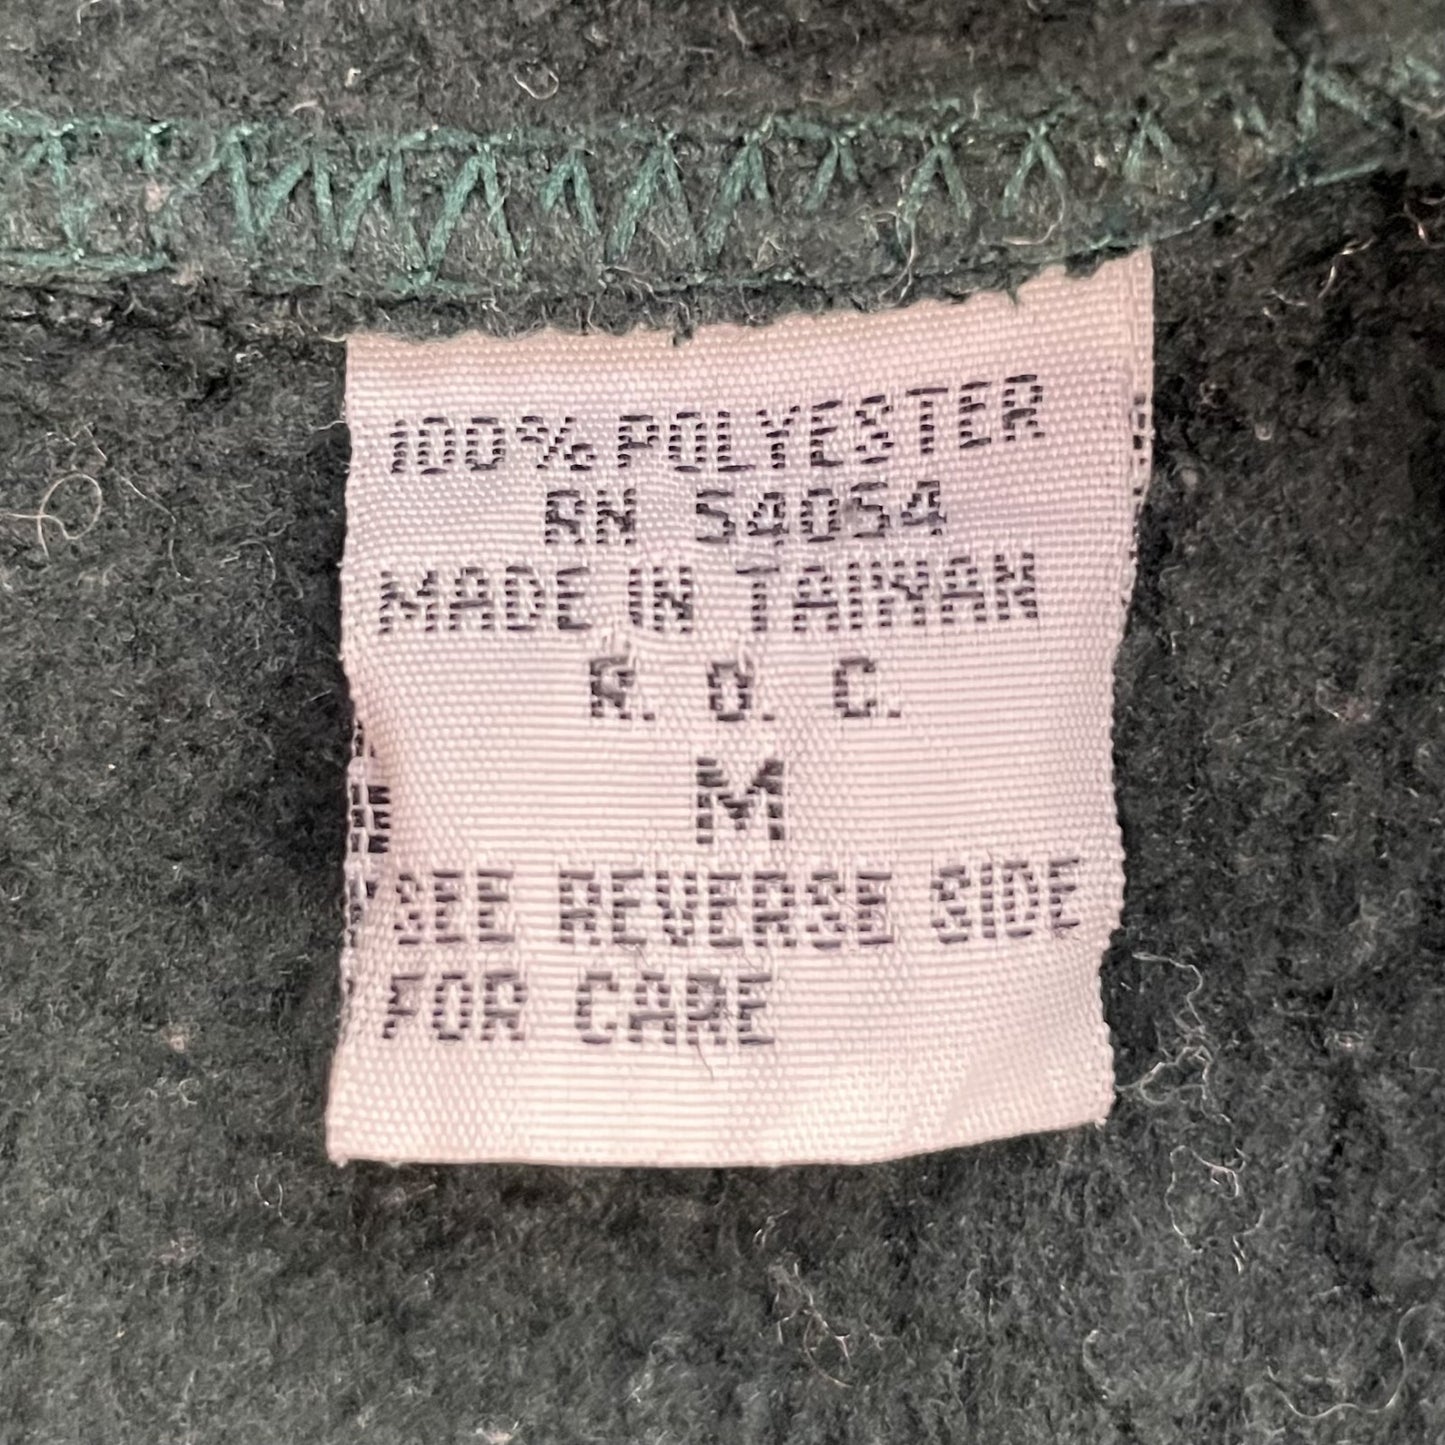 100% POLYESTER
RN 54054
MADE IN TAIWAN
R. O. C.
M
SEE REVERSE SIDE
FOR CARE